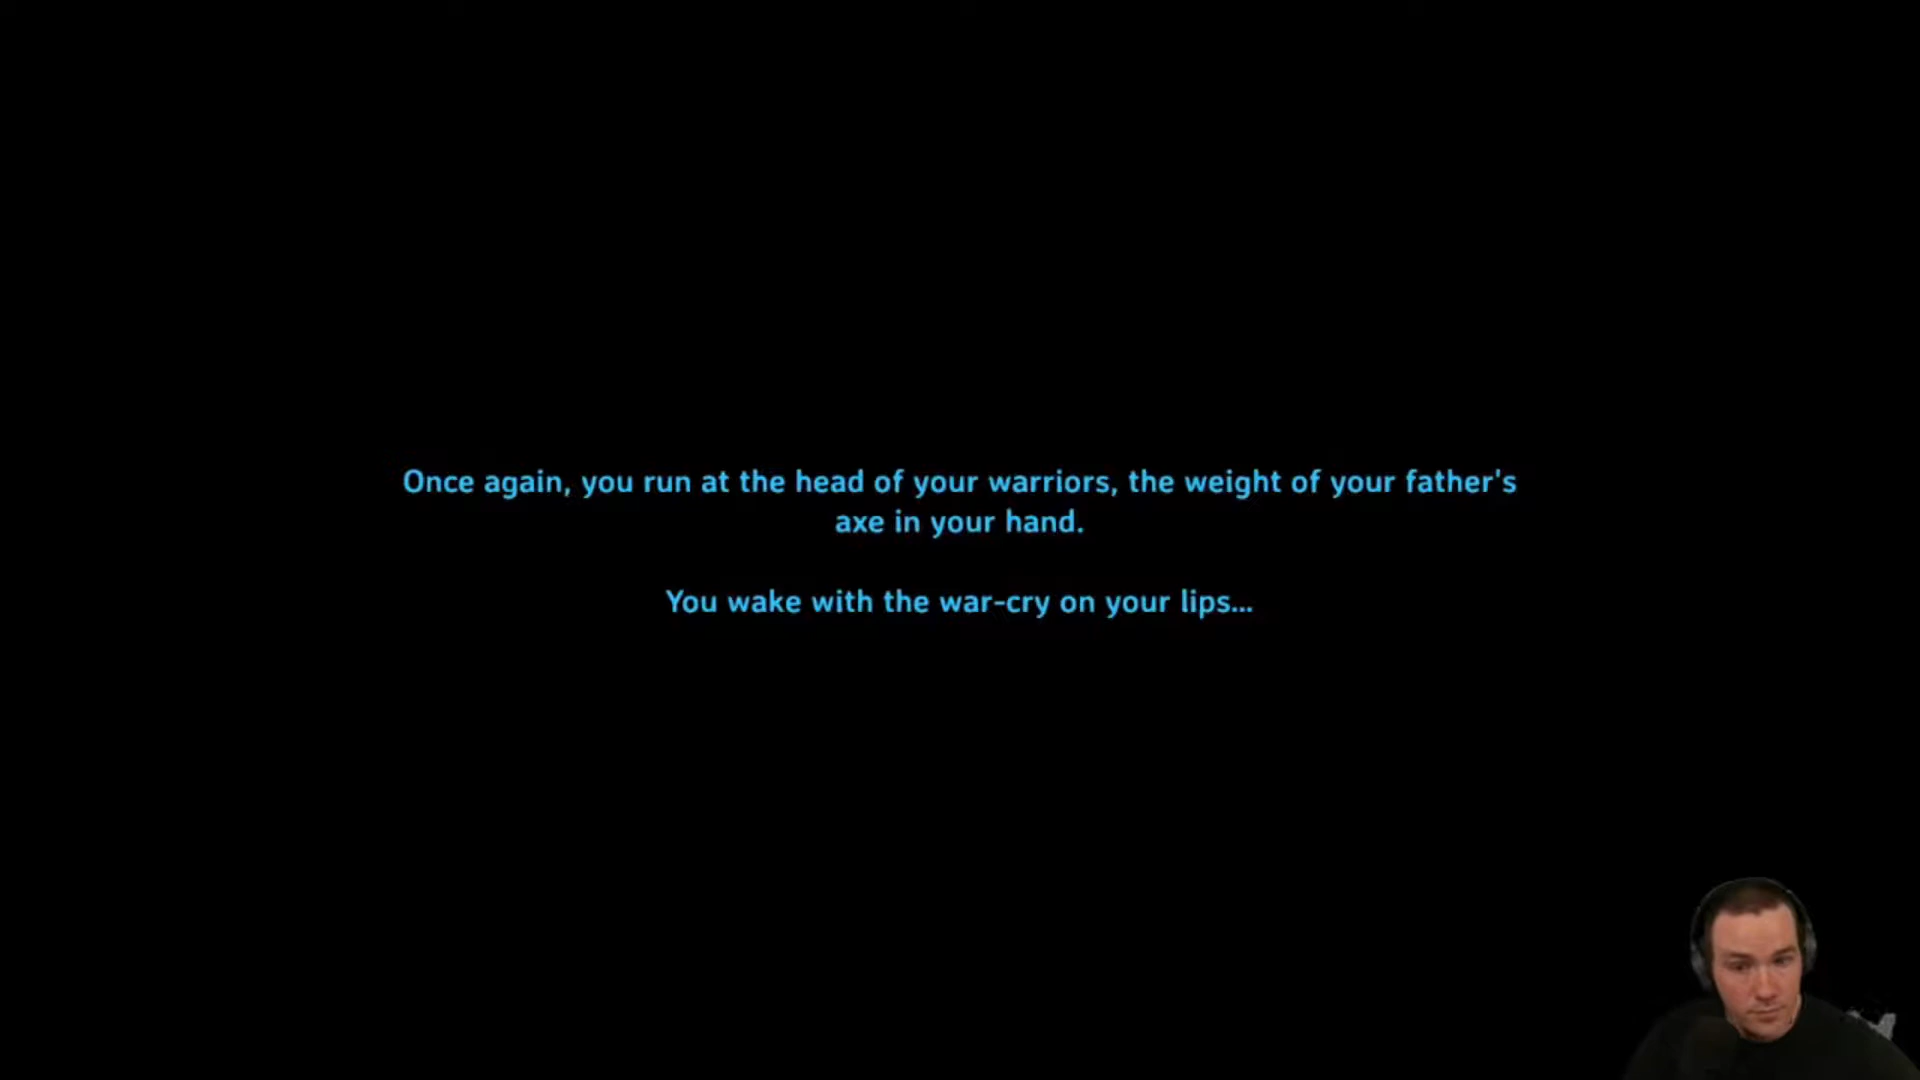 Once again, you run at the head of your warriors, the weight of your father's
axe in your hand.
You wake with the war-cry on your lips...